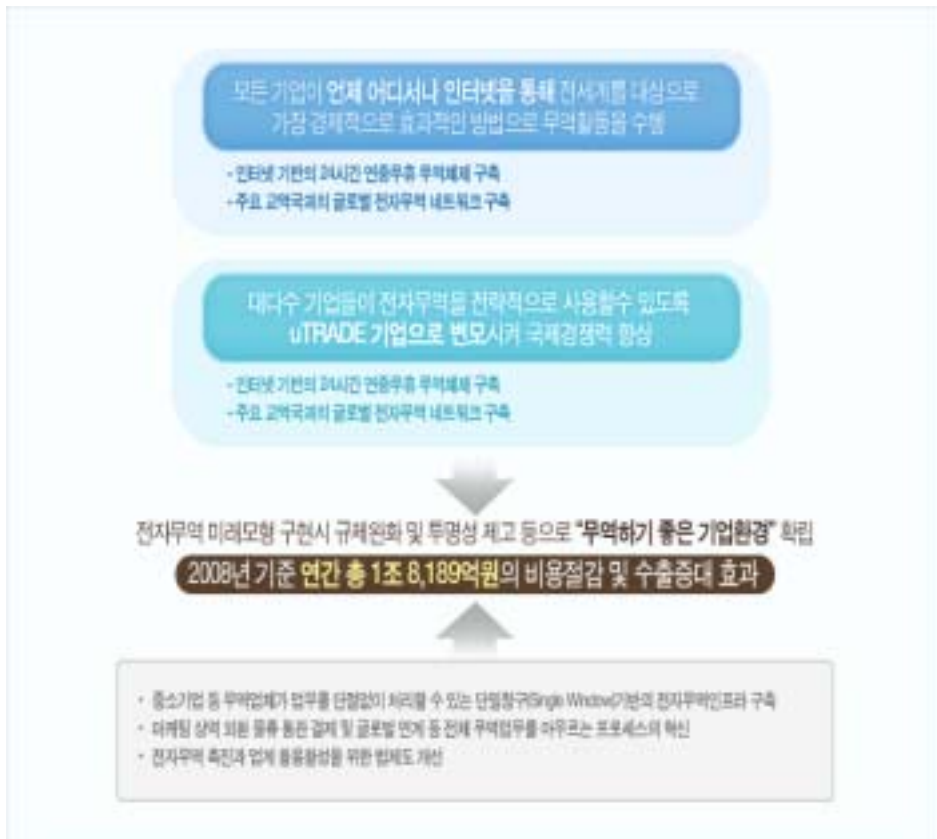 모든 기업이 언제 어디서나 인터넷을 통해 전세계를 대상으로
가장 경제적으로 효과적인 방법으로 무역활동을 수행
- 인터넷 기반의 24시간 연중무휴 무역체제 구축
- 주요 교역국과의 글로벌 전자무역 네트워크 구축
대다수 기업들이 전자무역을 전략적으로 사용할수 있도록
uTRADE 기업으로 변모시켜 국제경쟁력 향상
- 인터넷 기반의 24시간 연중무휴 무역체제 구축
- 주요 교역국과의 글로벌 전자무역 네트워크 구축
전자무역 미래모형 구현시 규제완화 및 투명성 제고 등으로 “무역하기 좋은 기업환경” 확립
2008년 기준 연간 총 1조 8,189억원의 비용절감 및 수출증대 효과
• 중소기업 등 무역업체가 업무를 단절없이 처리할 수 있는 단일창구(Single Window)기반의 전자무역인프라 구축
• 마케팅 상역 외환 물류 통관 결제 및 글로벌 연계 등 전체 무역업무를 아우르는 프로세스의 혁신
• 전자무역 촉진과 업계 활용활성을 위한 법제도 개선